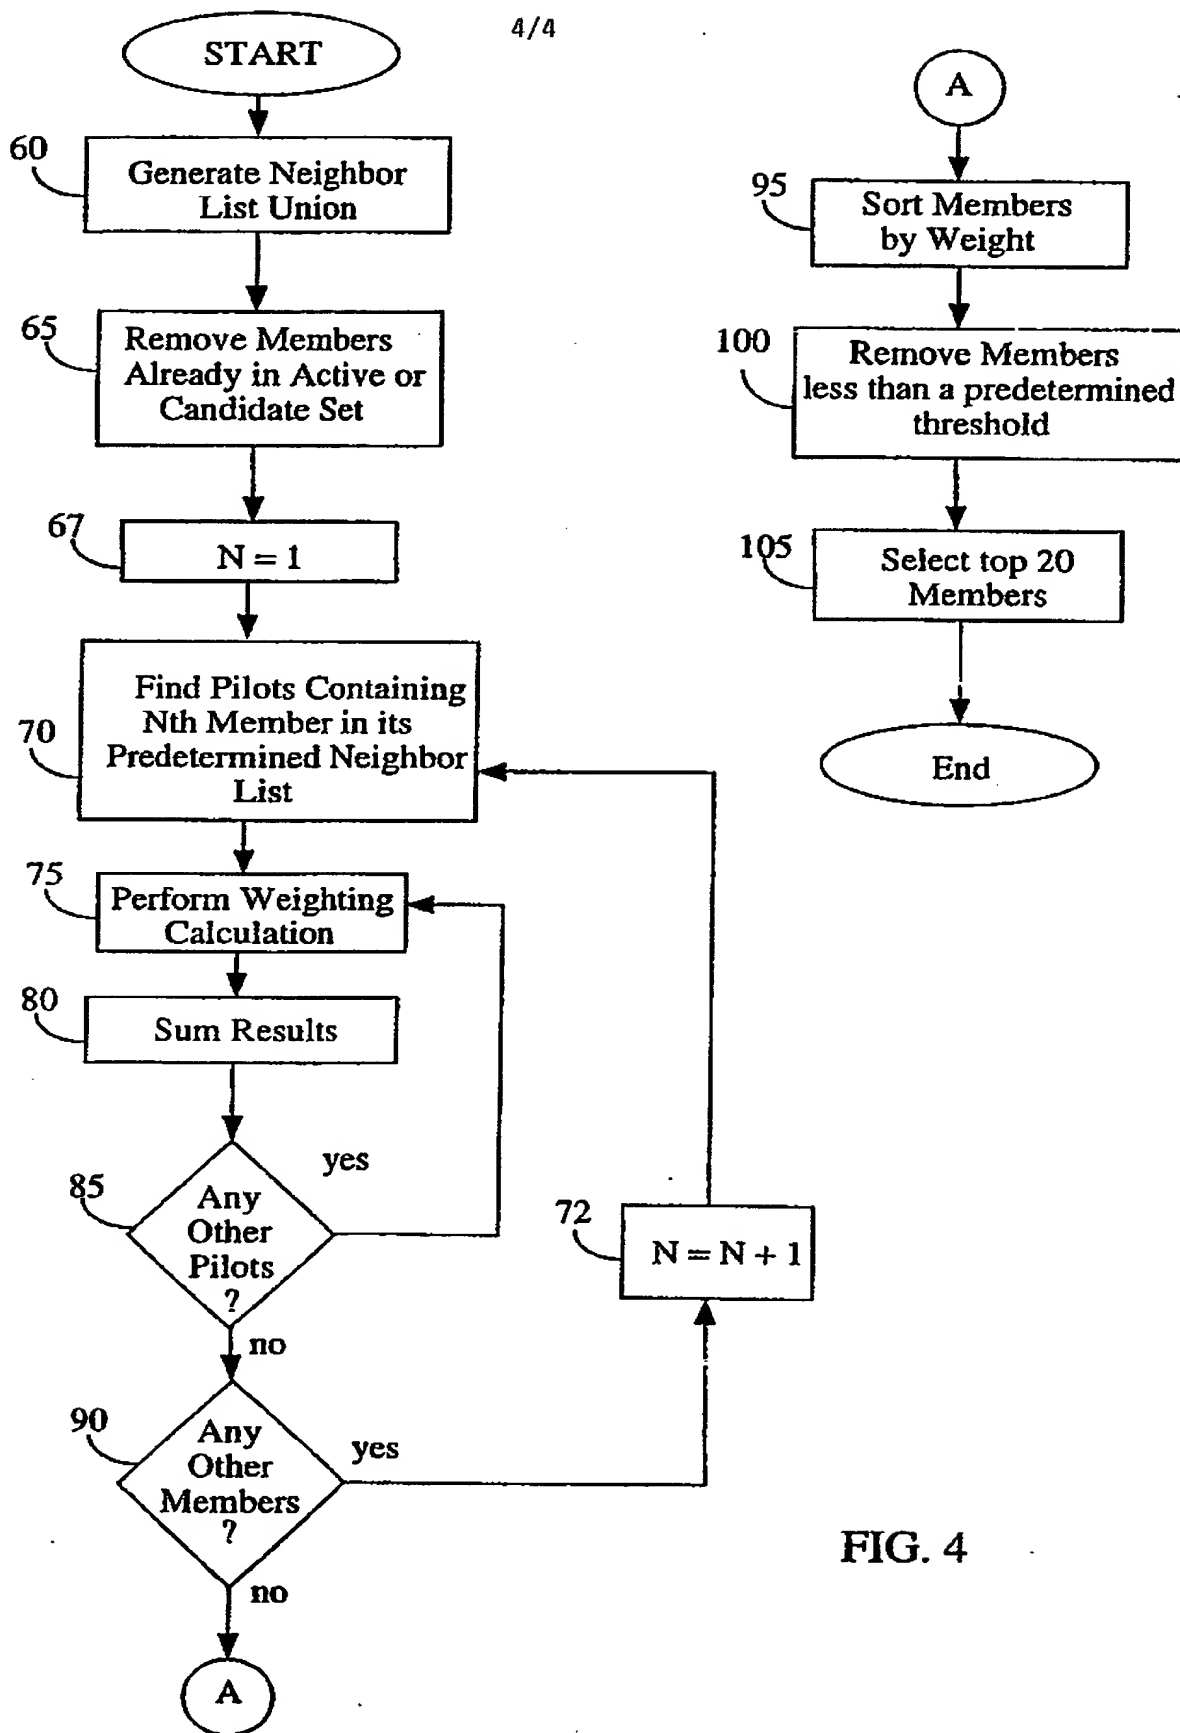 4/4
START
60
Generate Neighbor
List Union
65
Remove Members
Already in Active or
Candidate Set
67
N = 1
70
Find Pilots Containing
Nth Member in its
Predetermined Neighbor
List
75
Perform Weighting
Calculation
80
Sum Results
85
Any
Other
Pilots
?
yes
no
72
N = N + 1
90
Any
Other
Members
?
yes
no
A
A
95
Sort Members
by Weight
100
Remove Members
less than a predetermined
threshold
105
Select top 20
Members
End
FIG. 4